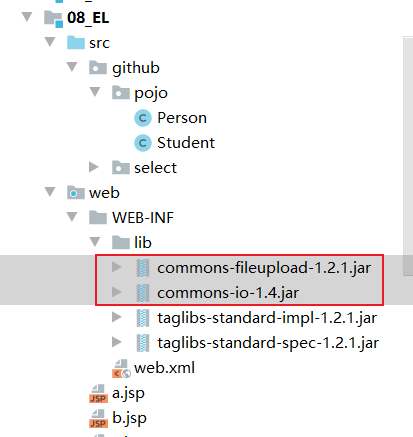 08_EL
src
github
pojo
Person
Student
select
web
WEB-INF
lib
commons-fileupload-1.2.1.jar
commons-io-1.4.jar
taglibs-standard-impl-1.2.1.jar
taglibs-standard-spec-1.2.1.jar
web.xml
a.jsp
b.jsp